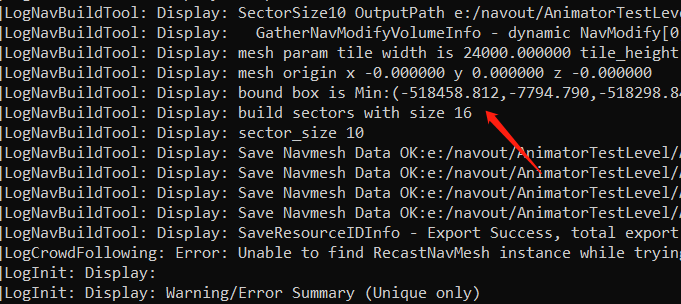 |LogNavBuildTool: Display: SectorSize10 OutputPath e:/navout/AnimatorTestLeve
|LogNavBuildTool: Display:   GatherNavModifyVolumeInfo - dynamic NavModify[0
|LogNavBuildTool: Display: mesh param tile width is 24000.000000 tile_height
|LogNavBuildTool: Display: mesh origin x -0.000000 y 0.000000 z -0.000000
|LogNavBuildTool: Display: bound box is Min:(-518458.812,-7794.790,-518298.84
|LogNavBuildTool: Display: build sectors with size 16
|LogNavBuildTool: Display: sector_size 10
|LogNavBuildTool: Display: Save Navmesh Data OK:e:/navout/AnimatorTestLevel/
|LogNavBuildTool: Display: Save Navmesh Data OK:e:/navout/AnimatorTestLevel/
|LogNavBuildTool: Display: Save Navmesh Data OK:e:/navout/AnimatorTestLevel/
|LogNavBuildTool: Display: Save Navmesh Data OK:e:/navout/AnimatorTestLevel/
|LogNavBuildTool: Display: SaveResourceIDInfo - Export Success, total export
|LogCrowdFollowing: Error: Unable to find RecastNavMesh instance while tryin
|LogInit: Display:
|LogInit: Display: Warning/Error Summary (Unique only)